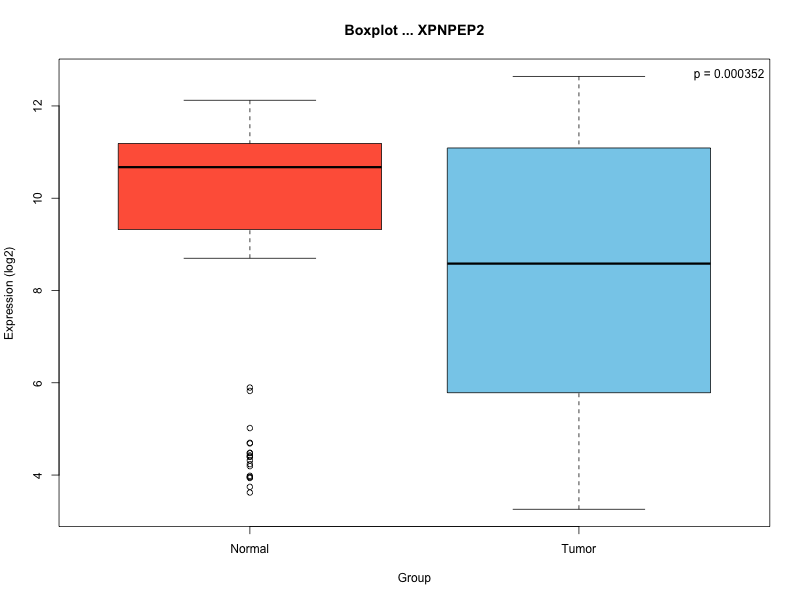 Boxplot ... XPNPEP2
p = 0.000352
Expression (log2)
12
10
8
6
4
Normal
Tumor
Group